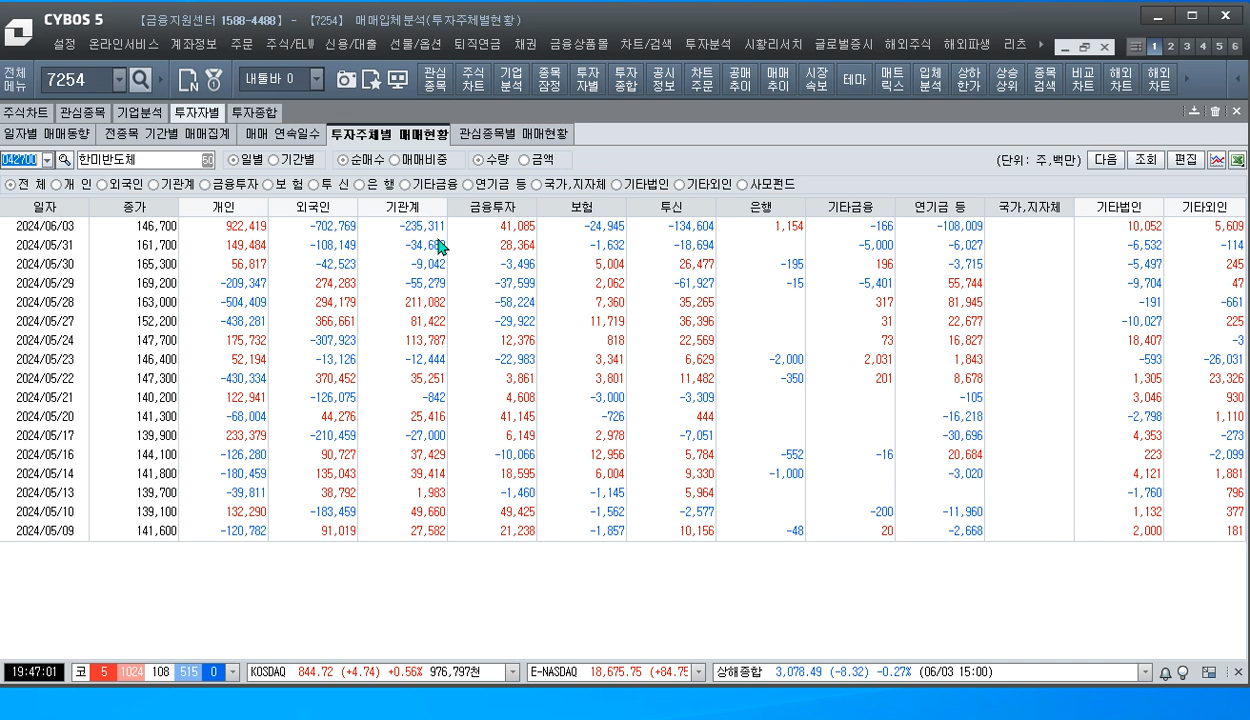 CYBOS 5 【금융지원센터 1588-4488】 - 【7254】 매매입체분석(투자주체별현황)
설정 온라인서비스 계좌정보 주문 주식/ELW 신용/대출 선물/옵션 퇴직연금 채권 금융상품몰 차트/검색 투자분석 시황리서치 글로벌증시 해외주식 해외파생 리츠 1 2 3 4 5 6
전체 메뉴 7254 내툴바 0 관심 종목 주식 차트 기업 분석 종목 잠정 투자 자별 투자 종합 공시 정보 차트 주문 공매 추이 매매 추이 시장 속보 테마 매트 릭스 입체 분석 상하 한가 상승 상위 종목 검색 비교 차트 해외 차트 해외 차트
주식차트 관심종목 기업분석 투자자별 투자종합
일자별 매매동향 전종목 기간별 매매집계 매매 연속일수 투자주체별 매매현황 관심종목별 매매현황
042700 한미반도체 50 일별 기간별 순매수 매매비중 수량 금액 (단위: 주,백만) 다음 조회 편집
전 체 개 인 외국인 기관계 금융투자 보 험 투 신 은 행 기타금융 연기금 등 국가,지자체 기타법인 기타외인 사모펀드
일자 종가 개인 외국인 기관계 금융투자 보험 투신 은행 기타금융 연기금 등 국가,지자체 기타법인 기타외인
2024/06/03 146,700 922,419 -702,769 -235,311 41,085 -24,945 -134,604 1,154 -166 -108,009 10,052 5,609
2024/05/31 161,700 149,484 -108,149 28,364 -1,632 -18,694 -5,000 -6,027 -6,532 -114
2024/05/30 165,300 56,817 -42,523 -9,042 -3,496 5,004 26,477 -195 196 -3,715 -5,497 245
2024/05/29 169,200 -209,347 274,283 -55,279 -37,599 2,062 -61,927 -15 -5,401 55,744 -9,704 47
2024/05/28 163,000 -504,409 294,179 211,082 -58,224 7,360 35,265 317 81,945 -191 -661
2024/05/27 152,200 -438,281 366,661 81,422 -29,922 11,719 36,396 31 22,677 -10,027 225
2024/05/24 147,700 175,732 -307,923 113,787 12,376 818 22,569 73 16,827 18,407 -3
2024/05/23 146,400 52,194 -13,126 -12,444 -22,983 3,341 6,629 -2,000 2,031 1,843 -593 -26,031
2024/05/22 147,300 -430,334 370,452 35,251 3,861 3,801 11,482 -350 201 8,678 1,305 23,326
2024/05/21 140,200 122,941 -126,075 -842 4,608 -3,000 -3,309 -105 3,046 930
2024/05/20 141,300 -68,004 44,276 25,416 41,145 -726 444 -16,218 -2,798 1,110
2024/05/17 139,900 233,379 -210,459 -27,000 6,149 2,978 -7,051 -30,696 4,353 -273
2024/05/16 144,100 -126,280 90,727 37,429 -10,066 12,956 5,784 -552 -16 20,684 223 -2,099
2024/05/14 141,800 -180,459 135,043 39,414 18,595 6,004 9,330 -1,000 -3,020 4,121 1,881
2024/05/13 139,700 -39,811 38,792 1,983 -1,460 -1,145 5,964 -1,760 796
2024/05/10 139,100 132,290 -183,459 49,660 49,425 -1,562 -2,577 -200 -11,960 1,132 377
2024/05/09 141,600 -120,782 91,019 27,582 21,238 -1,857 10,156 -48 20 -2,668 2,000 181
19:47:01 코 5 1024 108 515 0 KOSDAQ 844.72 (+4.74) +0.56% 976,797천 E-NASDAQ 18,675.75 (+84.75 상해종합 3,078.49 (-8.32) -0.27% (06/03 15:00)